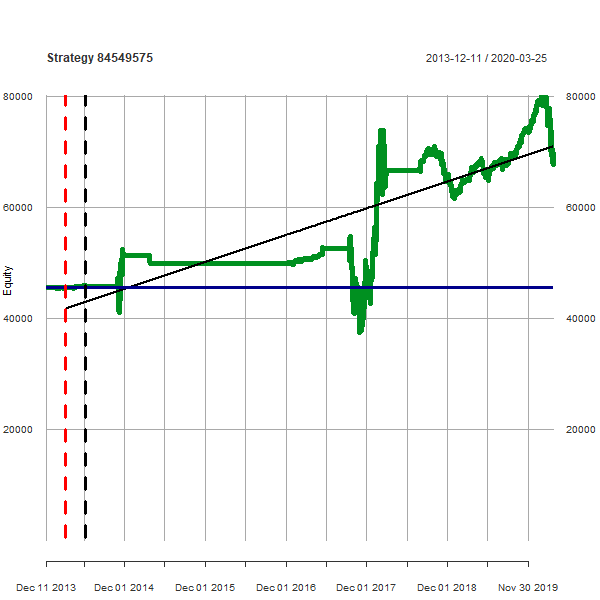 Strategy 84549575
2013-12-11 / 2020-03-25
80000 80000
60000 60000
Equity
40000 40000
20000 20000
Dec 11 2013 Dec 01 2014 Dec 01 2015 Dec 01 2016 Dec 01 2017 Dec 01 2018 Nov 30 2019